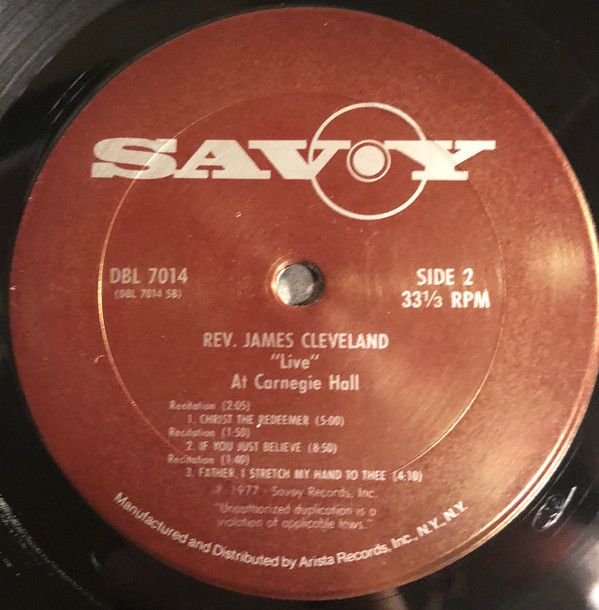 SAVOY
DBL 7014
(DBL 7014 SB)
SIDE 2
33⅓ RPM
REV. JAMES CLEVELAND
"Live"
At Carnegie Hall
Recitation (2:05)
1. CHRIST THE REDEEMER (5:00)
Recitation (1:50)
2. IF YOU JUST BELIEVE (8:50)
Recitation (1:40)
3. FATHER, I STRETCH MY HAND TO THEE (4:10)
℗ 1977 · Savoy Records, Inc.
"Unauthorized duplication is a
violation of applicable laws."
Manufactured and Distributed by Arista Records, Inc., N.Y., N.Y.